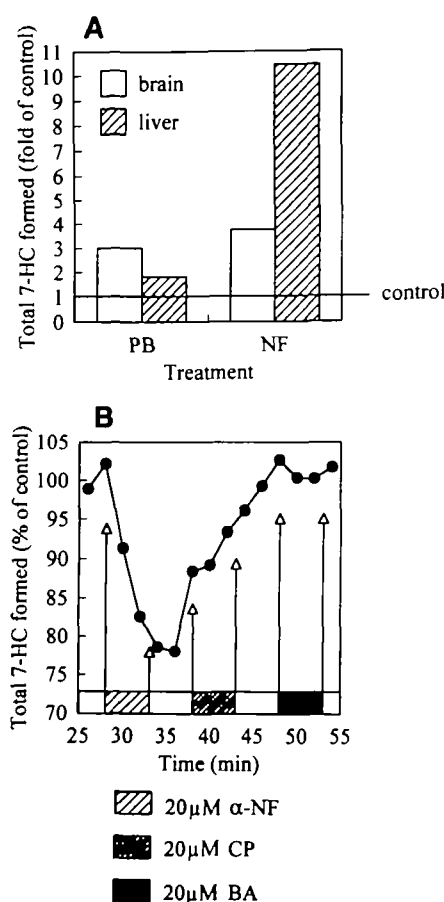 A
Total 7-HC formed (fold of control)
11
10
9
8
7
6
5
4
3
2
1
0
brain
liver
control
PB
NF
Treatment
B
Total 7-HC formed (% of control)
105
100
95
90
85
80
75
70
25
30
35
40
45
50
55
Time (min)
20μM α-NF
20μM CP
20μM BA